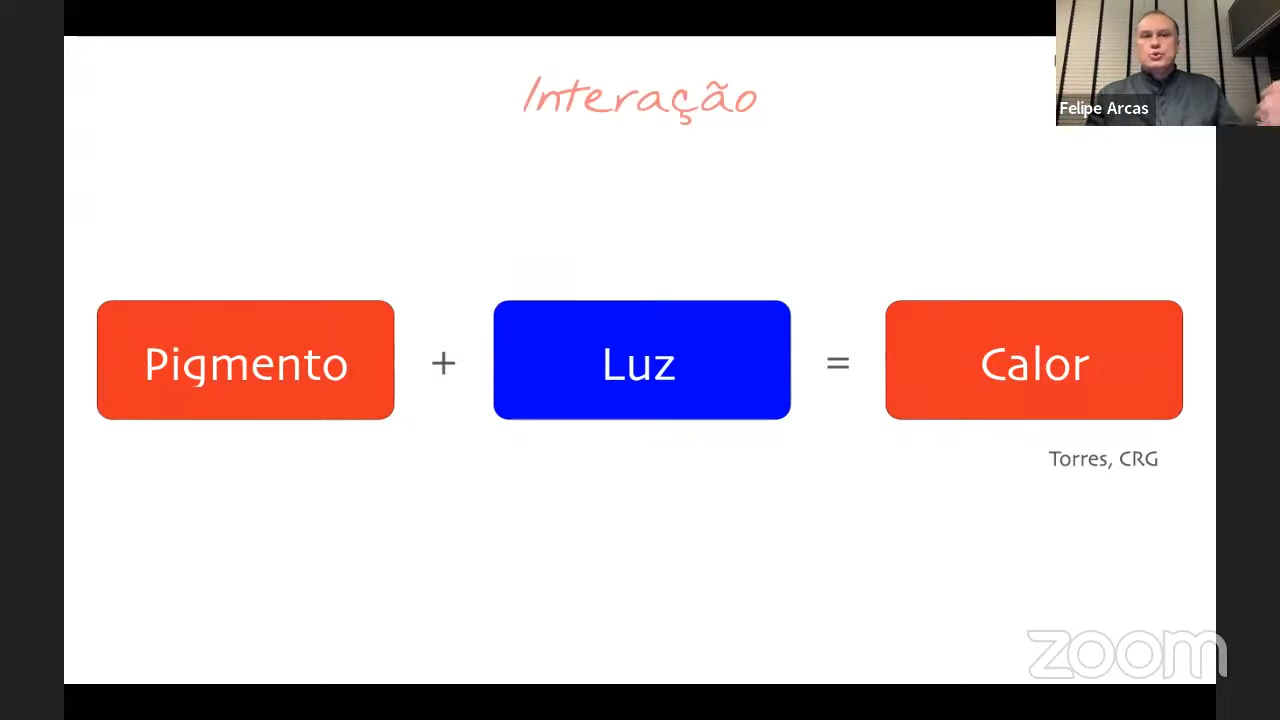 Interação
Felipe Arcas
Pigmento + Luz = Calor
Torres, CRG
zoom